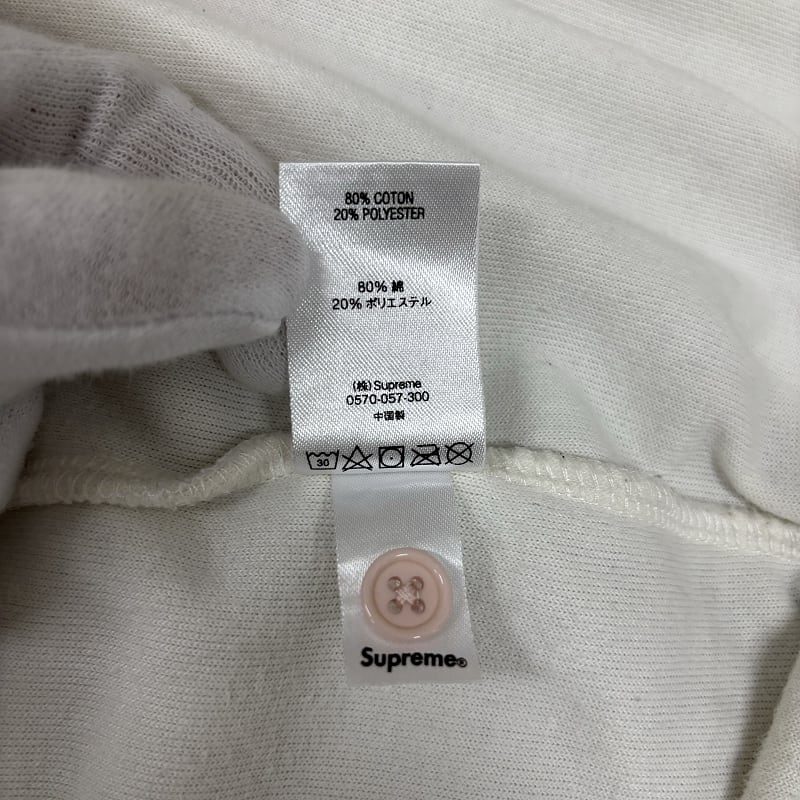 80% COTON
20% POLYESTER
80% 綿
20% ポリエステル
(株)Supreme
0570-057-300
中国製
30
Supreme®